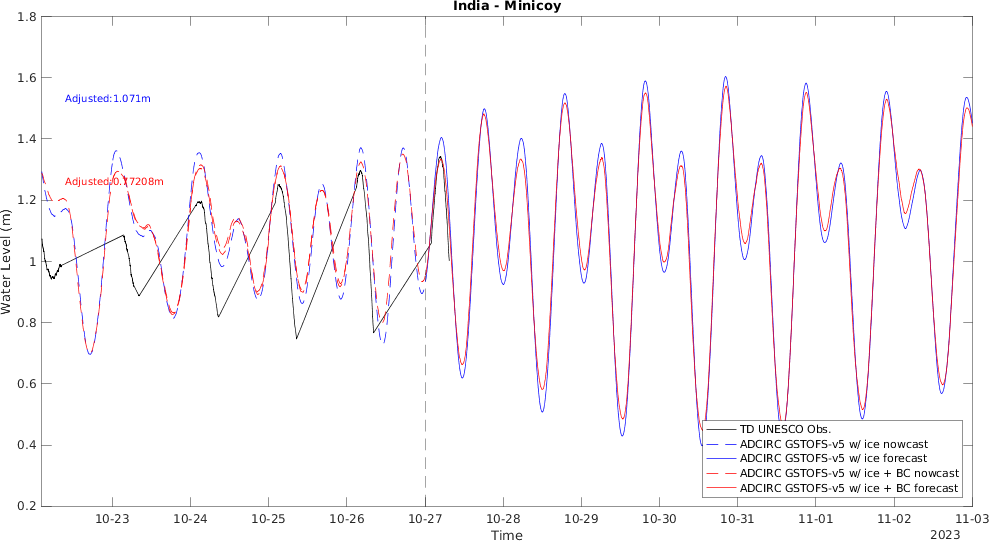 India - Minicoy
Water Level (m)
1.8
1.6
1.4
1.2
1
0.8
0.6
0.4
0.2
Adjusted:1.071m
Adjusted:0.77208m
TD UNESCO Obs.
ADCIRC GSTOFS-v5 w/ ice nowcast
ADCIRC GSTOFS-v5 w/ ice forecast
ADCIRC GSTOFS-v5 w/ ice + BC nowcast
ADCIRC GSTOFS-v5 w/ ice + BC forecast
10-23 10-24 10-25 10-26 10-27 10-28 10-29 10-30 10-31 11-01 11-02 11-03
2023
Time